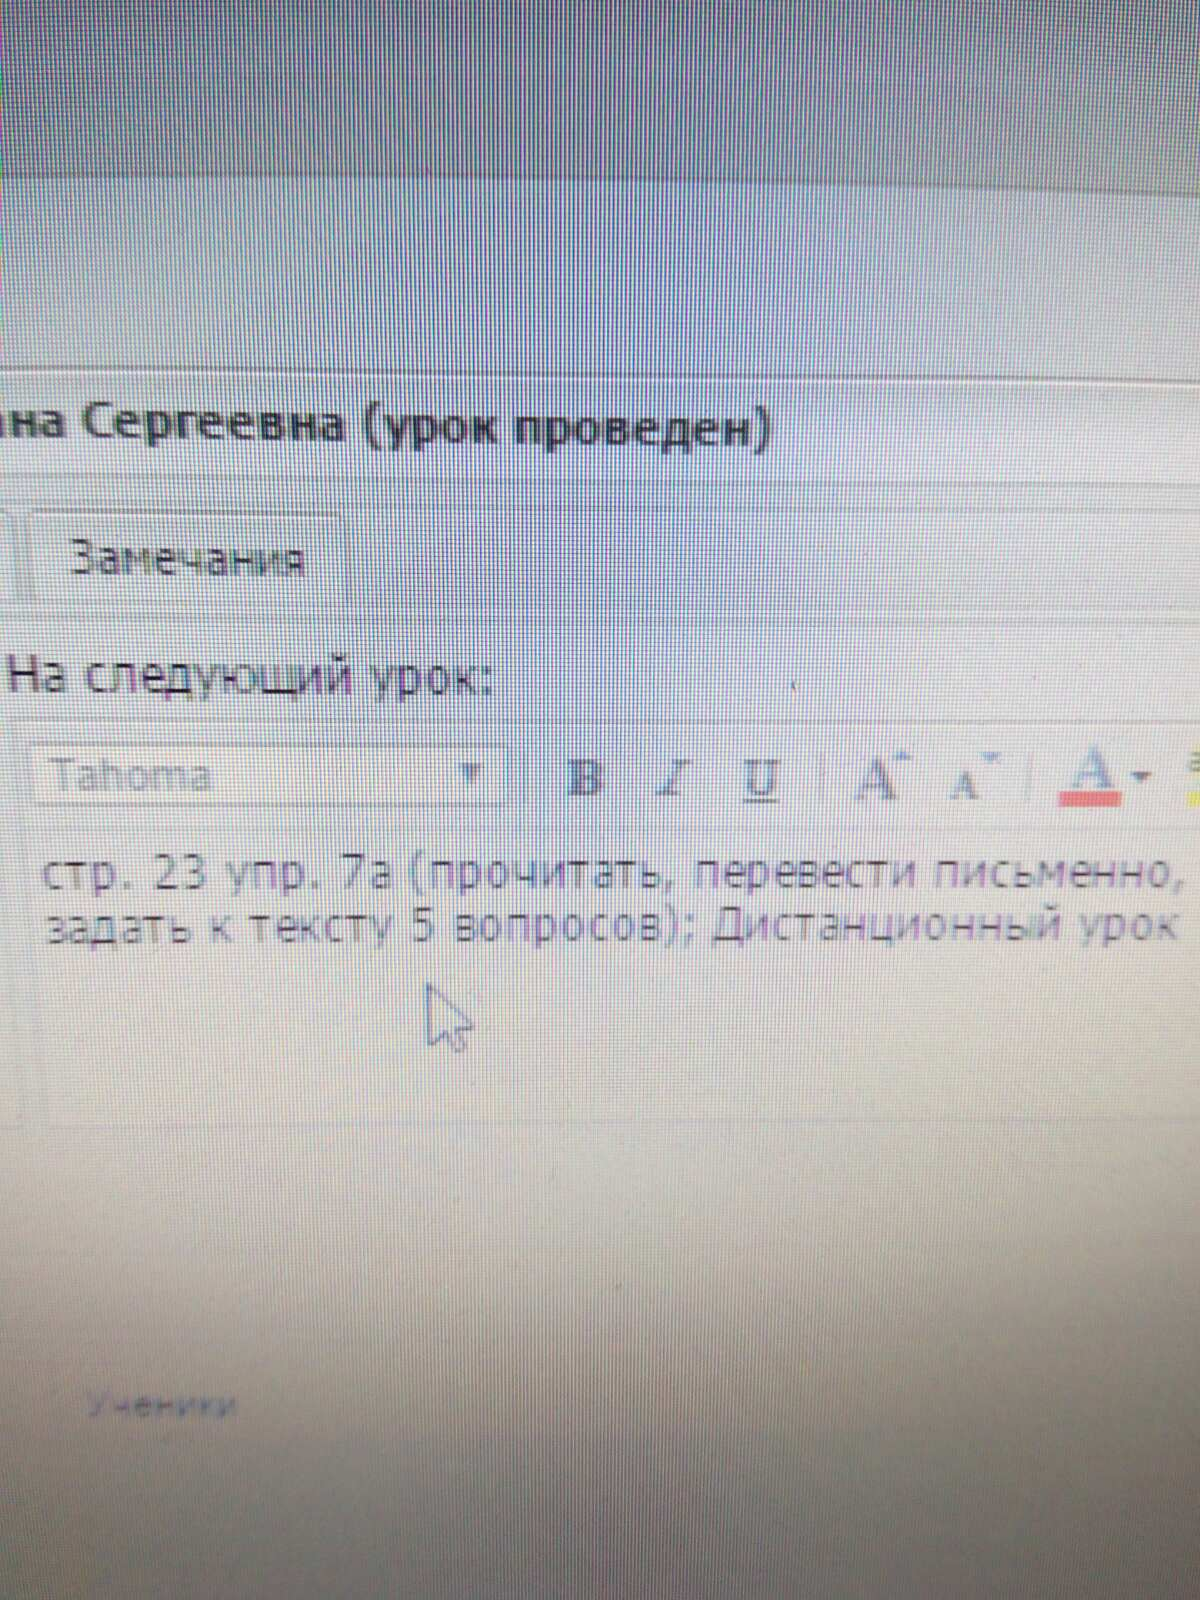 на Сергеевна (урок проведен)
Замечания
На следующий урок:
Tahoma
B I U A A A
стр. 23 упр. 7а (прочитать, перевести письменно,
задать к тексту 5 вопросов); Дистанционный урок
Ученики